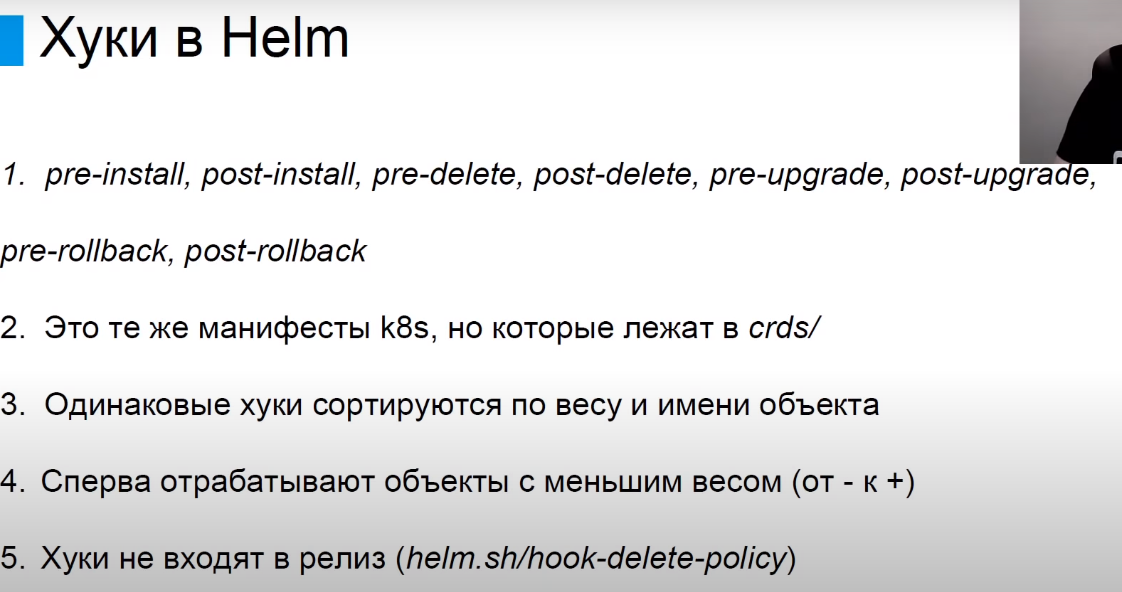 Хуки в Helm
1. pre-install, post-install, pre-delete, post-delete, pre-upgrade, post-upgrade,
pre-rollback, post-rollback
2. Это те же манифесты k8s, но которые лежат в crds/
3. Одинаковые хуки сортируются по весу и имени объекта
4. Сперва отрабатывают объекты с меньшим весом (от - к +)
5. Хуки не входят в релиз (helm.sh/hook-delete-policy)